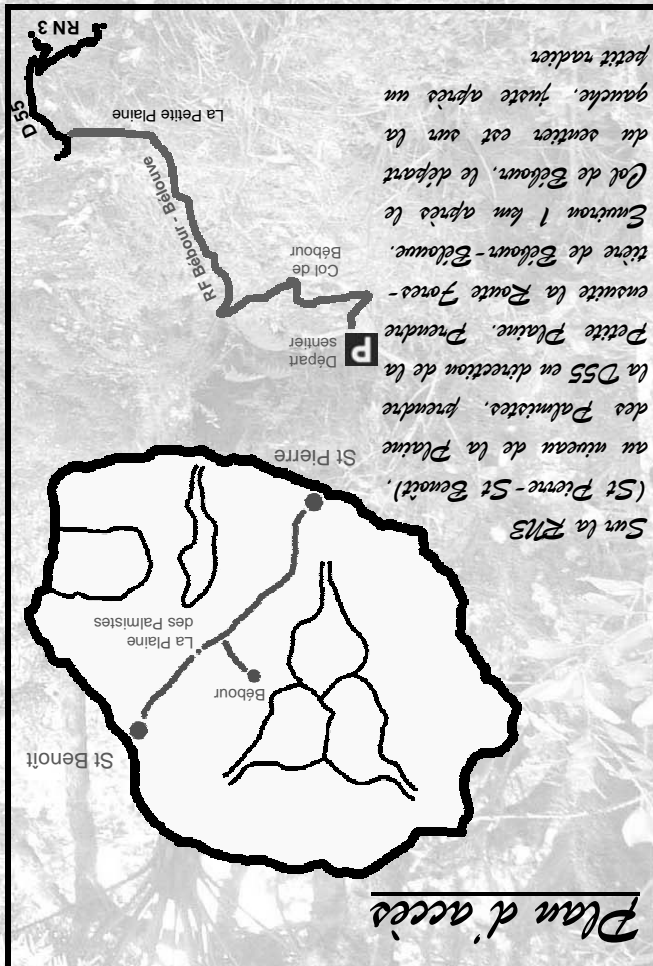 Plan d'accès
St Benoît
Bébour
La Plaine
des Palmistes
St Pierre
Sur la RN3
(St Pierre-St Benoît),
au niveau de la Plaine
des Palmistes, prendre
la D55 en direction de la
Petite Plaine. Prendre
ensuite la Route Fores-
tière de Bébour-Bélouve.
Environ 1 km après le
Col de Bébour, le départ
du sentier est sur la
gauche, juste après un
petit radier
P
Départ
sentier
Col de
Bébour
RF Bébour - Bélouve
La Petite Plaine
D 55
RN 3